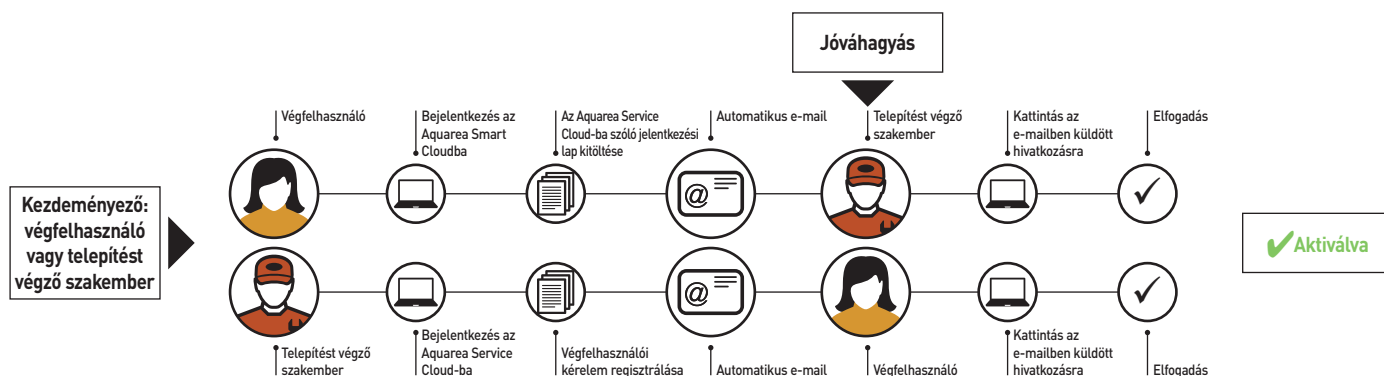 Jóváhagyás
Végfelhasználó
Bejelentkezés az
Aquarea Smart
Cloudba
Az Aquarea Service
Cloud-ba szóló jelentkezési
lap kitöltése
Automatikus e-mail
Telepítést végző
szakember
Kattintás az
e-mailben küldött
hivatkozásra
Elfogadás
Kezdeményező:
végfelhasználó
vagy telepítést
végző szakember
@
@
✔Aktiválva
Telepítést végző
szakember
Bejelentkezés az
Aquarea Service
Cloud-ba
Végfelhasználói
kérelem regisztrálása
Automatikus e-mail
Végfelhasználó
Kattintás az
e-mailben küldött
hivatkozásra
Elfogadás